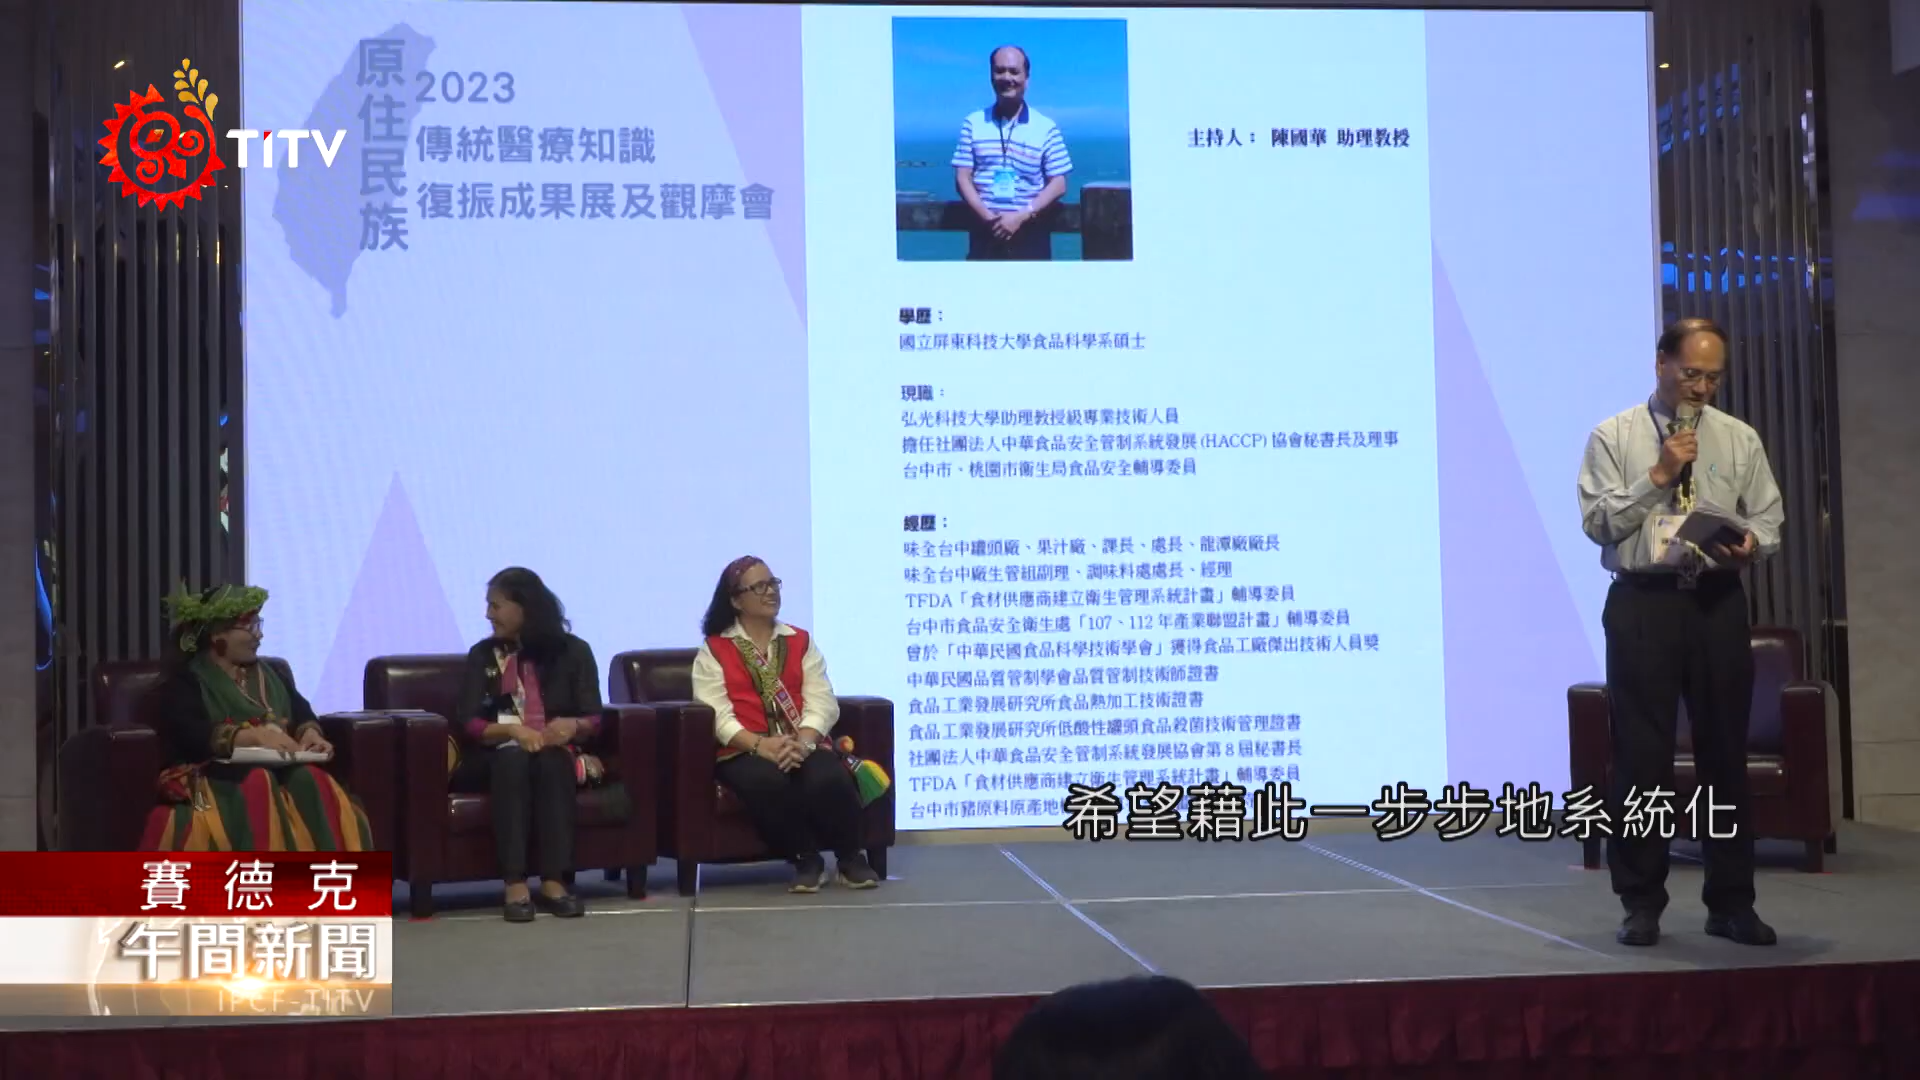 TiTV
原住民族
2023
傳統醫療知識
復振成果展及觀摩會
主持人： 陳國華 助理教授
學歷：
國立屏東科技大學食品科學系碩士
現職：
弘光科技大學助理教授級專業技術人員
擔任社團法人中華食品安全管制系統發展(HACCP) 協會秘書長及理事
台中市、桃園市衛生局食品安全輔導委員
經歷：
味全台中罐頭廠、果汁廠、課長、處長、龍潭廠廠長
味全台中廠生管組副理、調味料處處長、經理
TFDA「食材供應商建立衛生管理系統計畫」輔導委員
台中市食品安全衛生處「107、112 年產業聯盟計畫」輔導委員
曾於「中華民國食品科學技術學會」獲得食品工廠傑出技術人員獎
中華民國品質管制學會品質管制技術師證書
食品工業發展研究所食品熱加工技術證書
食品工業發展研究所低酸性罐頭食品殺菌技術管理證書
社團法人中華食品安全管制系統發展協會第 8 屆秘書長
TFDA「食材供應商建立衛生管理系統計畫」輔導委員
台中市豬原料原產地
希望藉此一步步地系統化
賽德克
午間新聞
IPCF-TITV